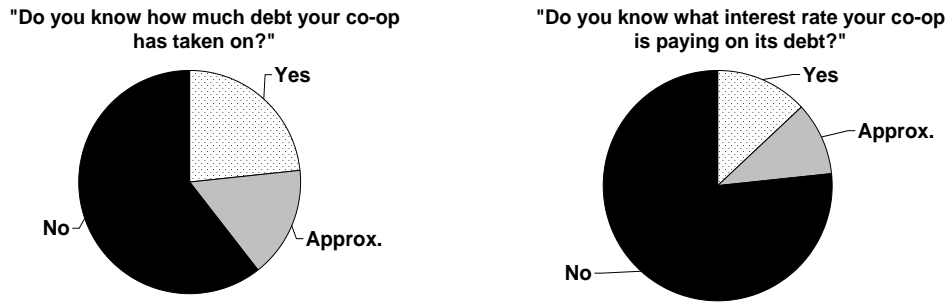 "Do you know how much debt your co-op
has taken on?"
Yes
No
Approx.
"Do you know what interest rate your co-op
is paying on its debt?"
Yes
Approx.
No